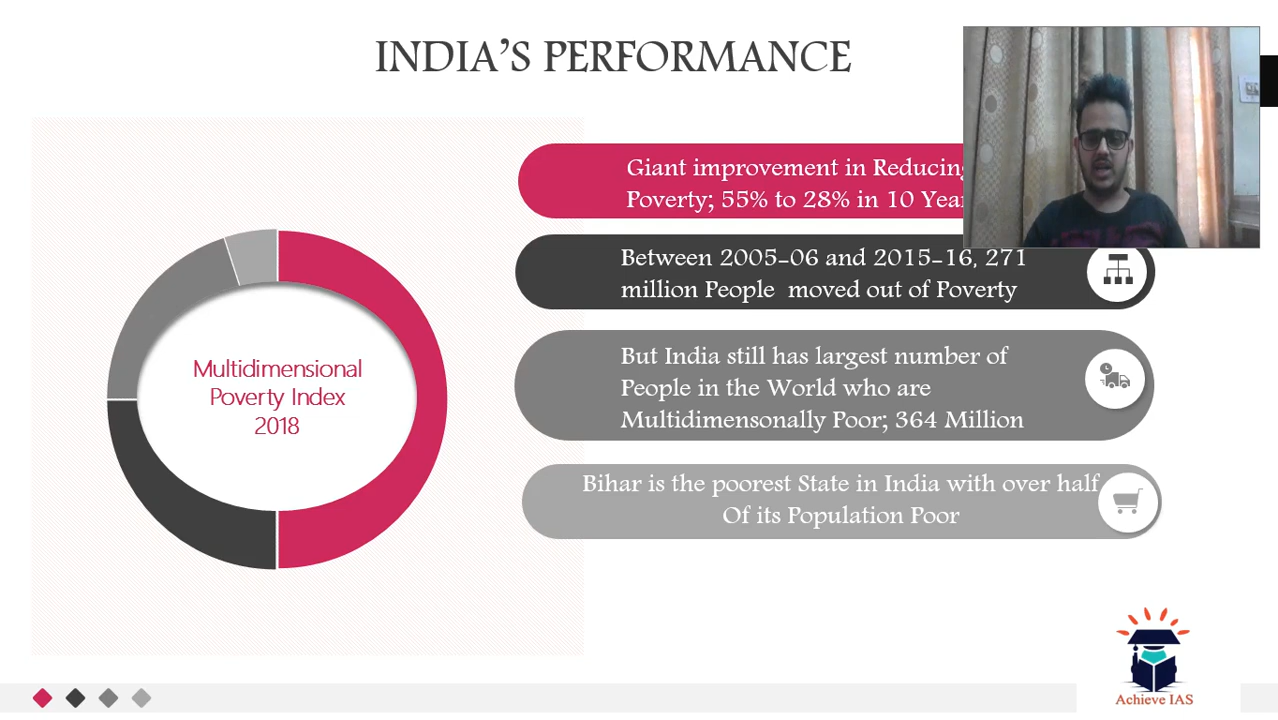 INDIA’S PERFORMANCE
Giant improvement in Reducing
Poverty; 55% to 28% in 10
Between 2005-06 and 2015-16, 271
million People moved out of Poverty
But India still has largest number of
People in the World who are
Multidimensonally Poor; 364 Million
Bihar is the poorest State in India with over half
Of its Population Poor
Multidimensional
Poverty Index
2018
Achieve IAS